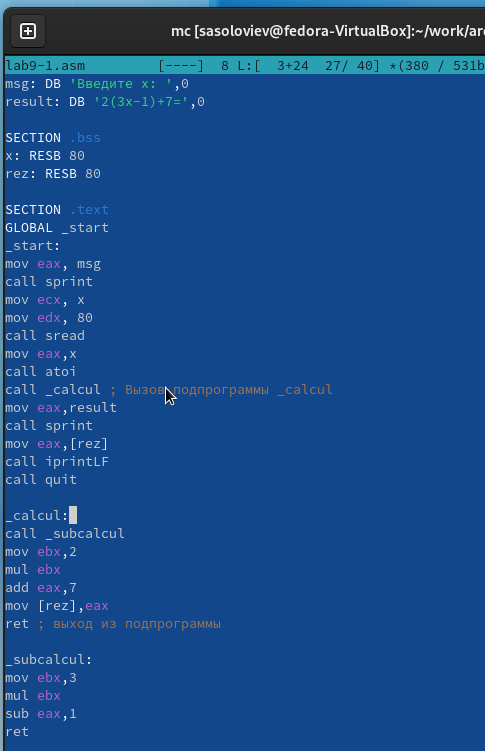 mc [sasoloviev@fedora-VirtualBox]:~/work/arc
lab9-1.asm [----] 8 L:[ 3+24 27/ 40] *(380 / 531b
msg: DB 'Введите x: ',0
result: DB '2(3x-1)+7=',0
SECTION .bss
x: RESB 80
rez: RESB 80
SECTION .text
GLOBAL _start
_start:
mov eax, msg
call sprint
mov ecx, x
mov edx, 80
call sread
mov eax,x
call atoi
call _calcul ; Вызов подпрограммы _calcul
mov eax,result
call sprint
mov eax,[rez]
call iprintLF
call quit
_calcul:
call _subcalcul
mov ebx,2
mul ebx
add eax,7
mov [rez],eax
ret ; выход из подпрограммы
_subcalcul:
mov ebx,3
mul ebx
sub eax,1
ret